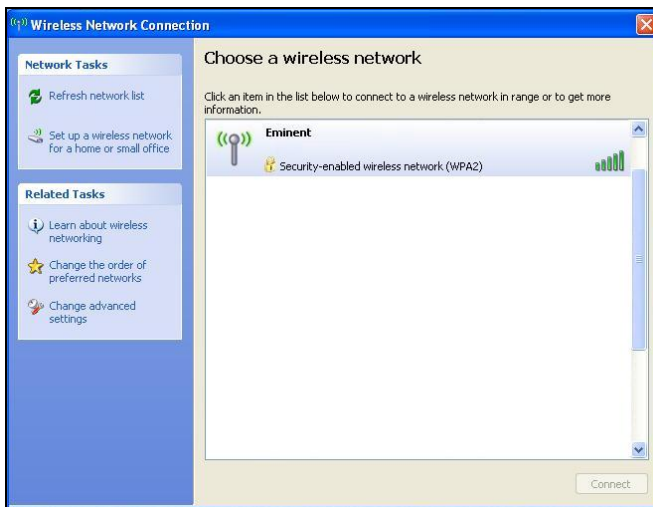 Wireless Network Connection
Network Tasks
Refresh network list
Set up a wireless network
for a home or small office
Related Tasks
Learn about wireless
networking
Change the order of
preferred networks
Change advanced
settings
Choose a wireless network
Click an item in the list below to connect to a wireless network in range or to get more
information.
Eminent
Security-enabled wireless network (WPA2)
Connect